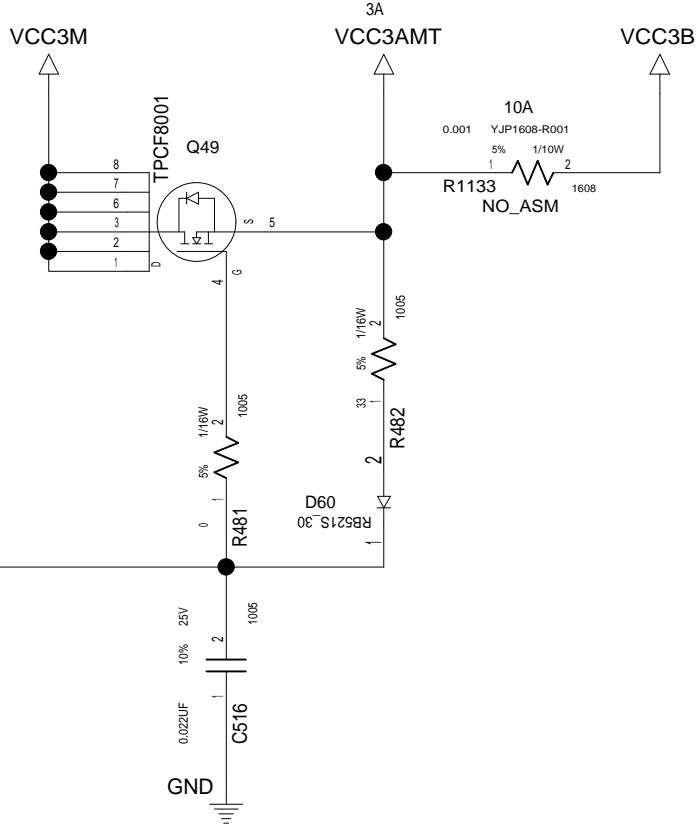 3A
VCC3M
VCC3AMT
VCC3B
10A
0.001 YJP1608-R001
5% 1/10W
1 2
R1133 1608
NO_ASM
TPCF8001
Q49
8
7
6
3
2
1
D
S 5
G
4
1/16W 2 1005
5%
33 1
R482
2
D60
RB521S_30
1
1/16W 2 1005
5%
1
0
R481
25V 1005
10% 2
0.022UF 1
C516
GND